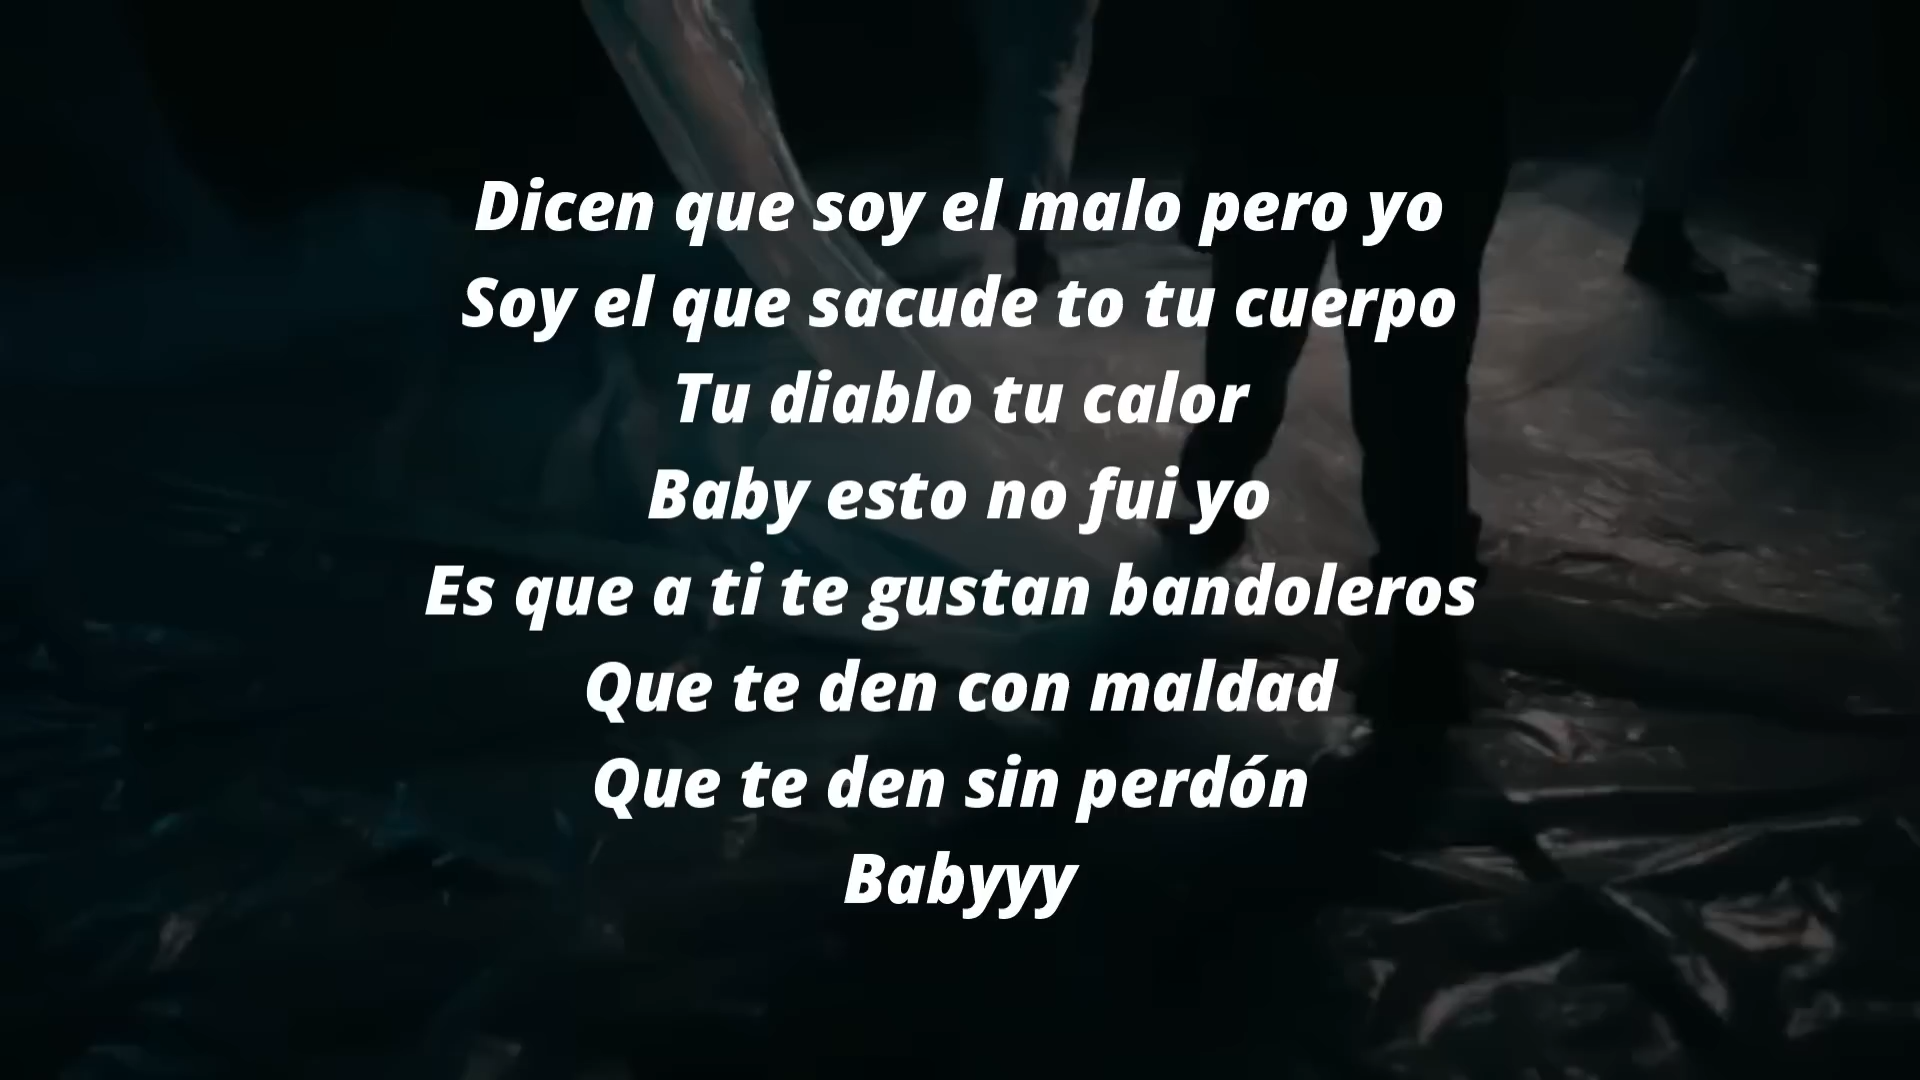 Dicen que soy el malo pero yo
Soy el que sacude to tu cuerpo
Tu diablo tu calor
Baby esto no fui yo
Es que a ti te gustan bandoleros
Que te den con maldad
Que te den sin perdón
Babyyy